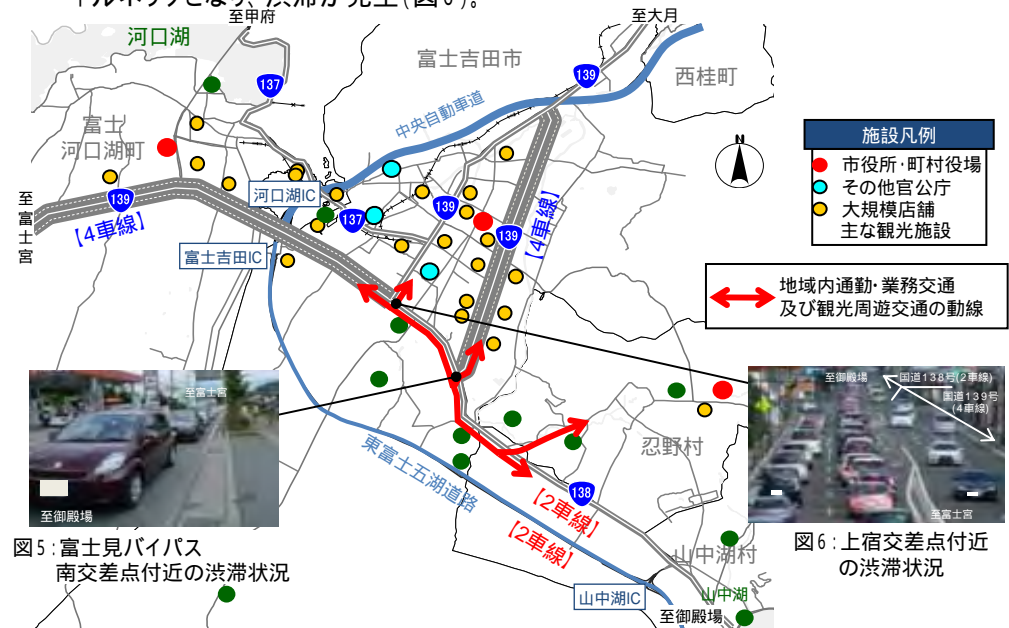 トルネックとなり、渋滞が発生(図6)。
至甲府
至大月
河口湖
富士吉田市
西桂町
137
139
中央自動車道
富士
河口湖町
N
施設凡例
市役所・町村役場
その他官公庁
大規模店舗
主な観光施設
河口湖IC
至富士宮
139
【4車線】
137
139
139
【4車線】
富士吉田IC
地域内通勤・業務交通
及び観光周遊交通の動線
至富士宮
至御殿場
図5:富士見バイパス
南交差点付近の渋滞状況
至御殿場
国道138号(2車線)
国道139号
(4車線)
至富士宮
図6:上宿交差点付近
の渋滞状況
忍野村
東富士五湖道路
138
【2車線】
【2車線】
山中湖村
山中湖
山中湖IC
至御殿場